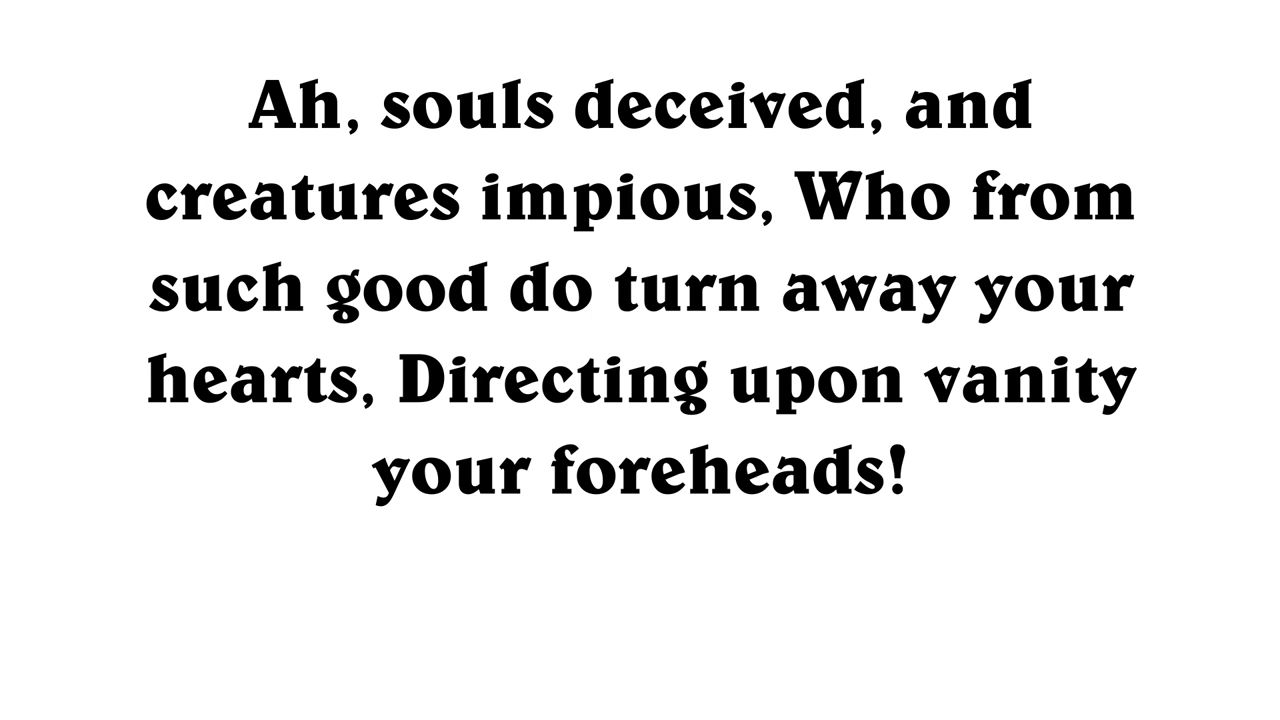 Ah, souls deceived, and
creatures impious, Who from
such good do turn away your
hearts, Directing upon vanity
your foreheads!